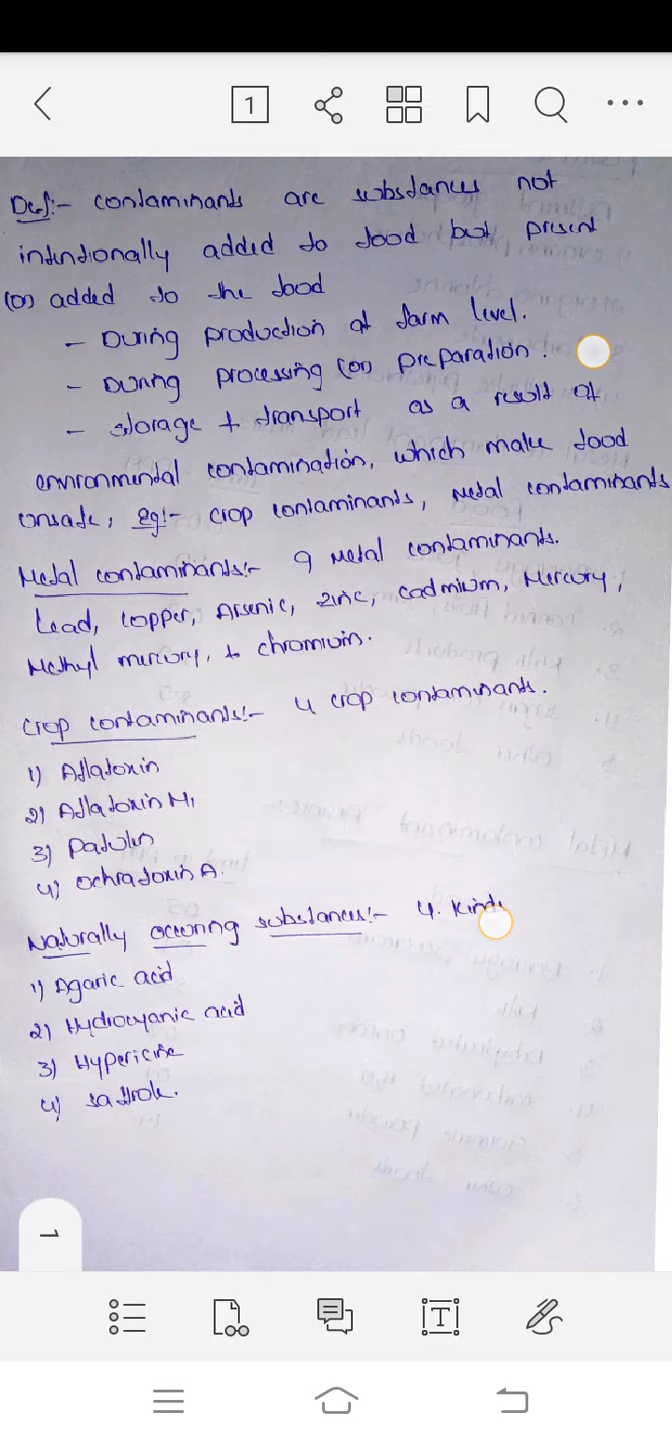 1
Def:- contaminants are substances not
intentionally added to food but present
(or) added to the food
- During production at farm level.
- During processing (or) preparation.
- storage + transport as a result of
environmental contamination, which make food
unsafe, Eg:- crop contaminants, Metal contaminants
Metal contaminants:- 9 Metal contaminants.
Lead, copper, Arsenic, zinc, cadmium, Mercury,
Methyl mercury, + chromium.
Crop contaminants:- 4 crop contaminants.
1) Aflatoxin
2) Aflatoxin M1
3) Patulin
4) Ochratoxin A.
Naturally occuring substances:- 4. Kinds
1) Agaric acid
2) Hydrocyanic acid
3) Hypericine
4) saffrole.
1
T